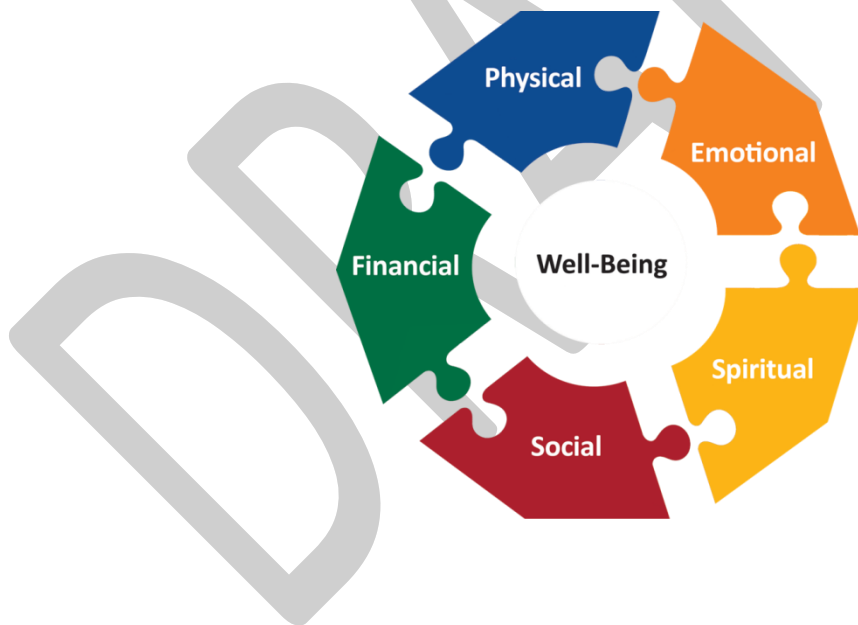 Physical
Emotional
Financial
Well-Being
Spiritual
Social